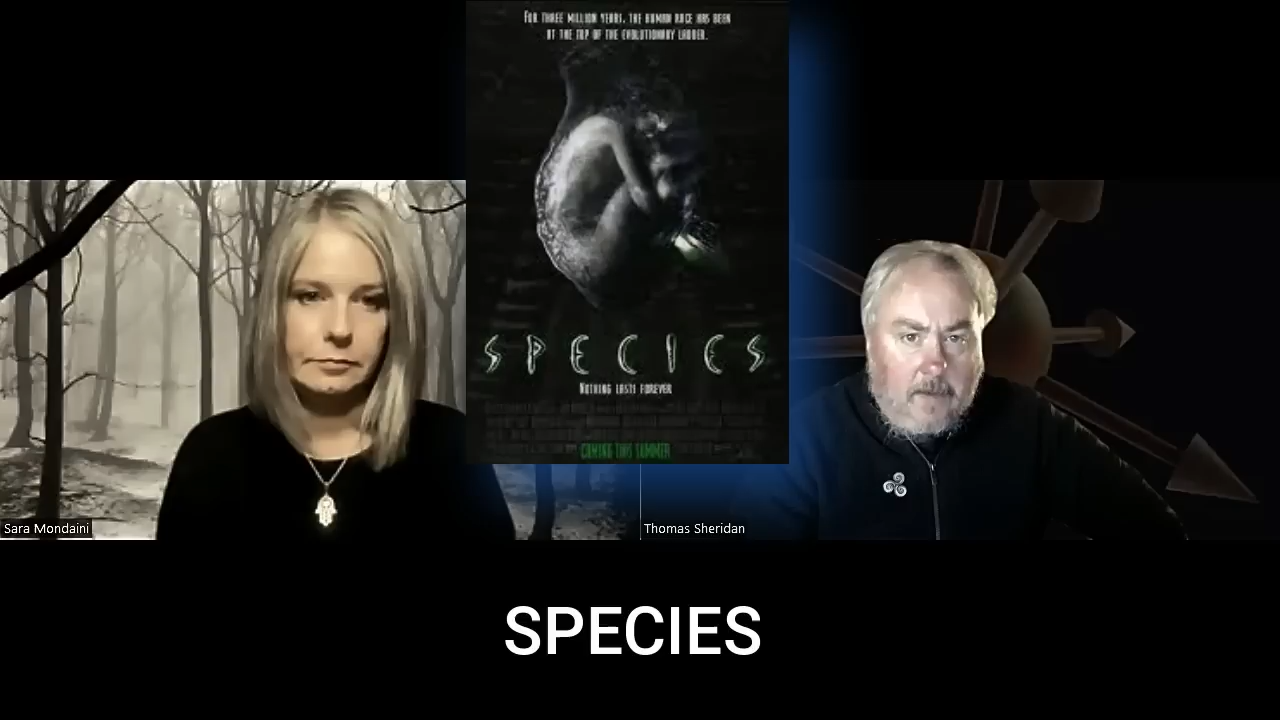 FOR THREE MILLION YEARS, THE HUMAN RACE HAS BEEN
AT THE TOP OF THE EVOLUTIONARY LADDER.
SPECIES
NOTHING LASTS FOREVER
COMING THIS SUMMER
Sara Mondaini
Thomas Sheridan
SPECIES